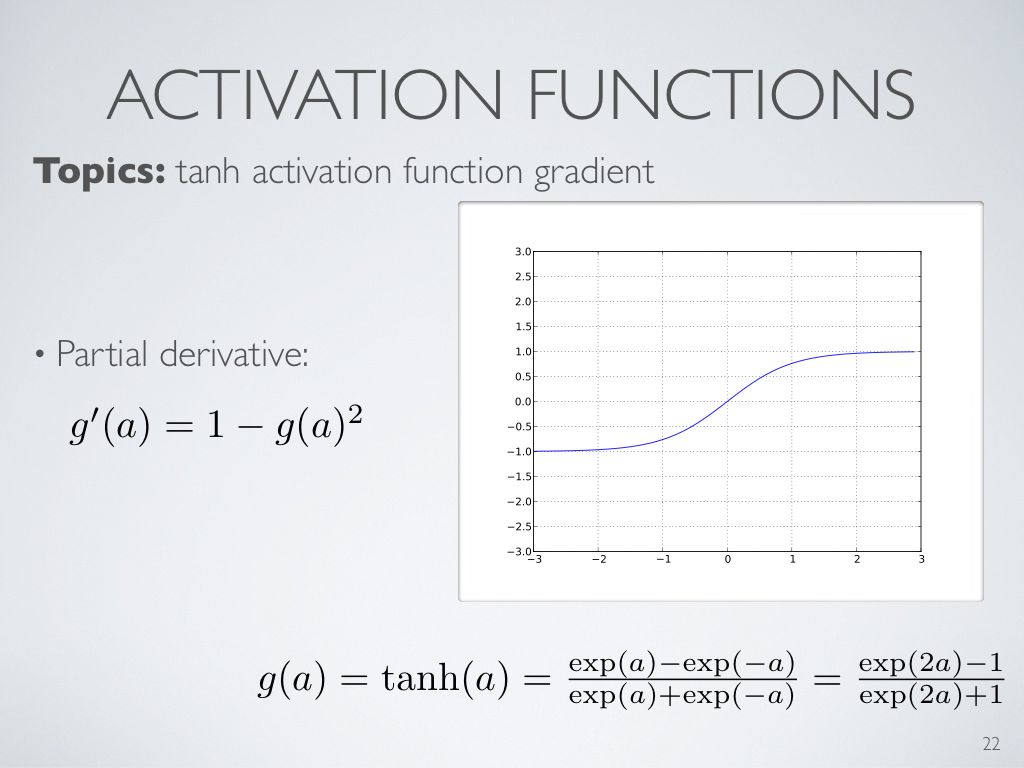 ACTIVATION FUNCTIONS
Topics: tanh activation function gradient
• Partial derivative:
g′(a) = 1 − g(a)²
3.0
2.5
2.0
1.5
1.0
0.5
0.0
−0.5
−1.0
−1.5
−2.0
−2.5
−3.0
−3 −2 −1 0 1 2 3
g(a) = tanh(a) = exp(a)−exp(−a) / exp(a)+exp(−a) = exp(2a)−1 / exp(2a)+1
22